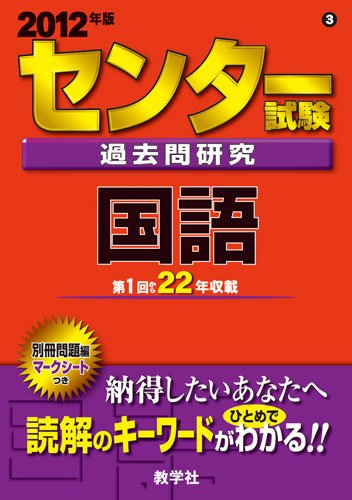 2012年版
3
センター試験
過去問研究
国語
第1回から22年収載
別冊問題編
マークシート
つき
納得したいあなたへ
読解のキーワードがひとめでわかる!!
教学社